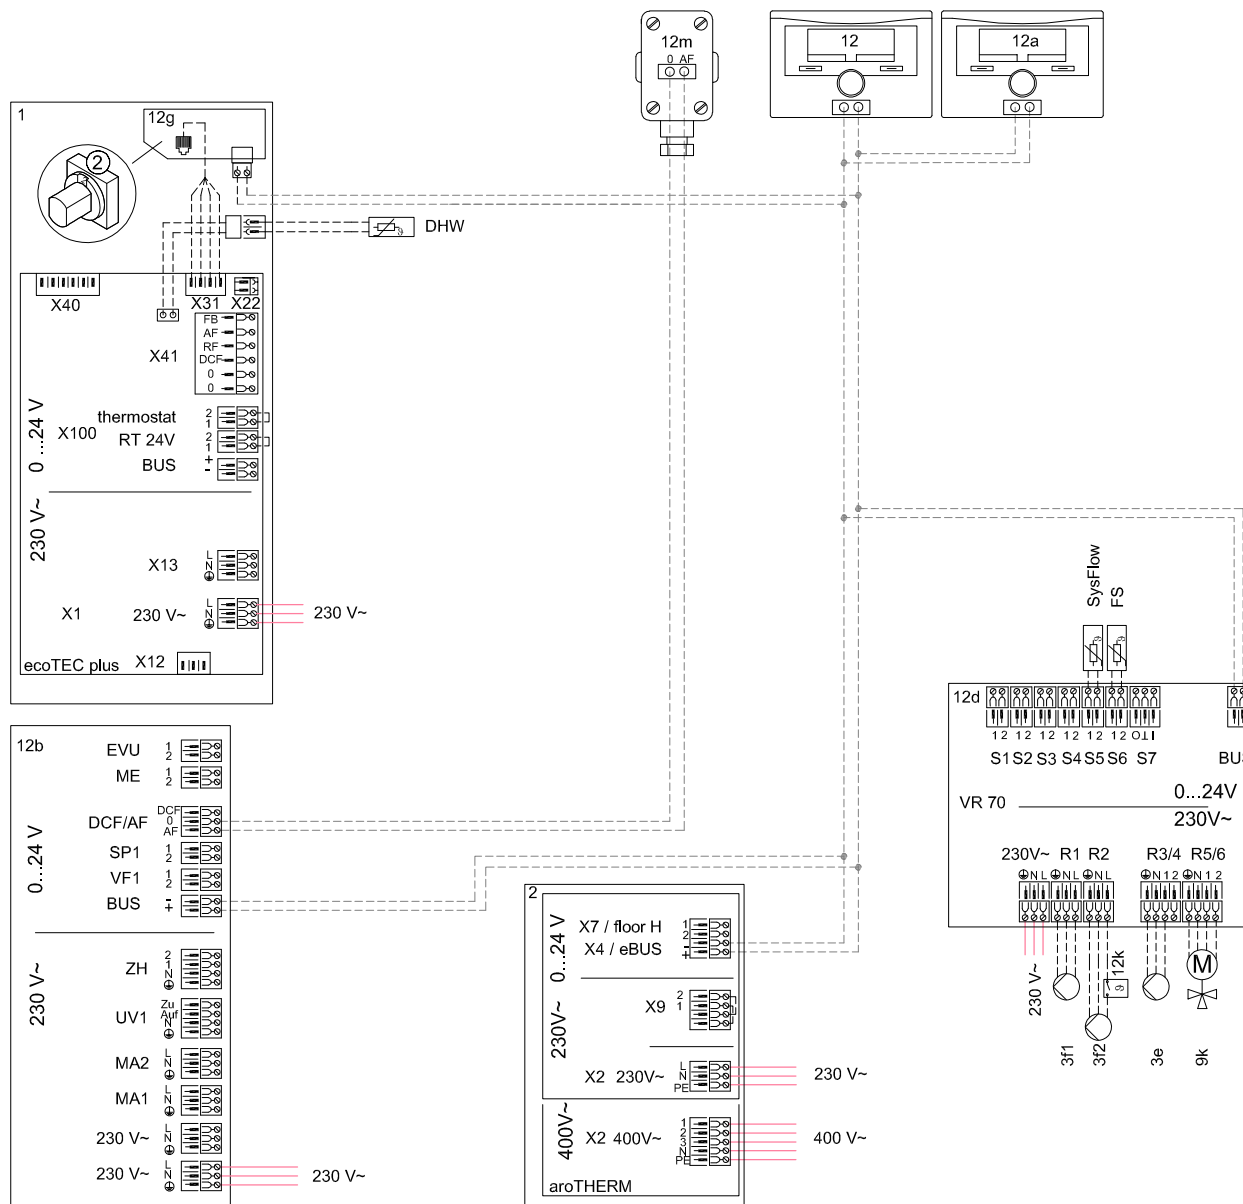 12m
0 AF
12
12a
1
12g
2
DHW
X40
X31
X22
X41
FB
AF
RF
DCF
0
0
0 ...24 V
X100
thermostat
2
1
RT 24V
2
1
BUS
+
-
230 V~
X13
L
N
X1
230 V~
L
N
230 V~
ecoTEC plus
X12
12b
EVU
1
2
ME
1
2
0...24 V
DCF/AF
DCF
0
AF
SP1
1
2
VF1
1
2
BUS
-
+
230 V~
ZH
2
1
N
UV1
Zu
Auf
N
MA2
L
N
MA1
L
N
230 V~
L
N
230 V~
L
N
230 V~
2
0...24 V
X7 / floor H
1
2
X4 / eBUS
-
+
230V~
X9
2
1
X2 230V~
L
N
PE
230 V~
400V~
X2 400V~
1
2
3
N
PE
400 V~
aroTHERM
SysFlow
FS
12d
1 2 1 2 1 2 1 2 1 2 1 2 O T I
S1 S2 S3 S4 S5 S6 S7
BUS
VR 70
0...24V
230V~
230V~ R1 R2 R3/4 R5/6
N L N L N L N 1 2 N 1 2
230 V~
12k
M
3f1
3f2
3e
9k